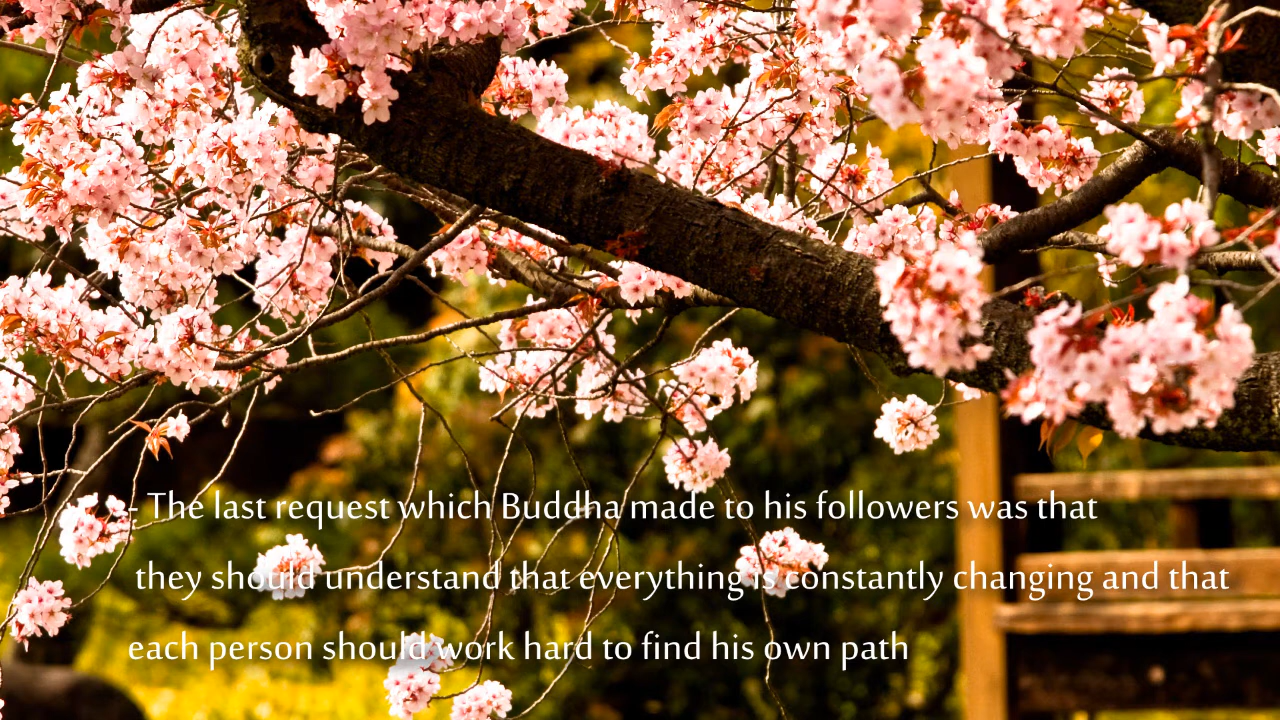 - The last request which Buddha made to his followers was that
they should understand that everything is constantly changing and that
each person should work hard to find his own path